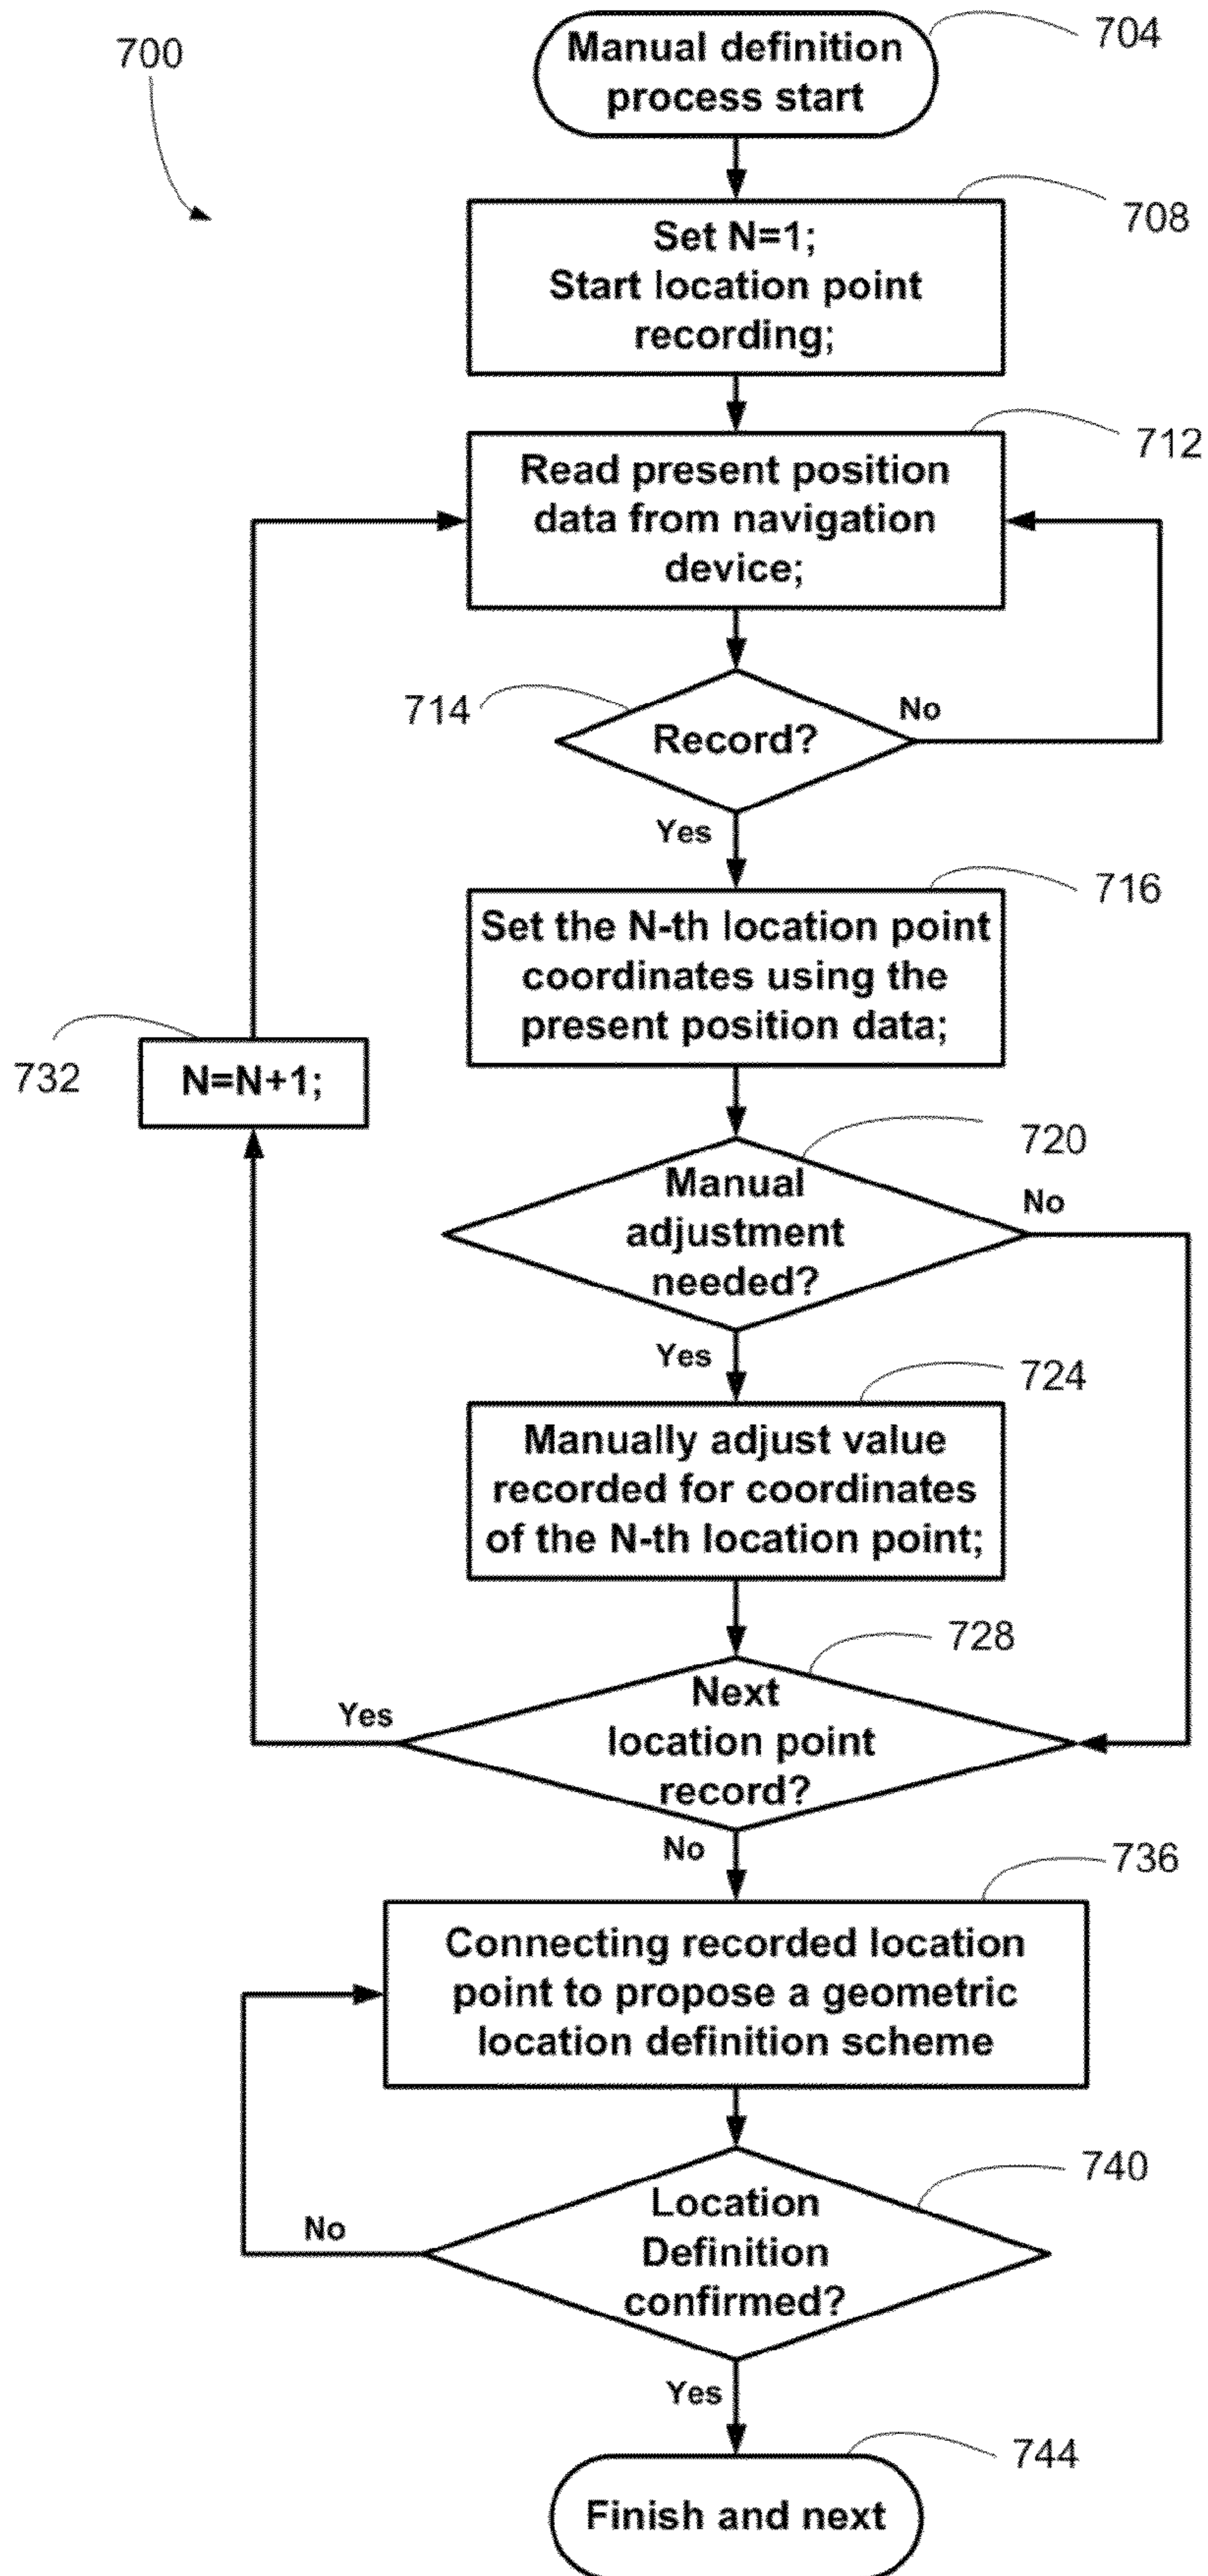 700
704
Manual definition
process start
708
Set N=1;
Start location point
recording;
712
Read present position
data from navigation
device;
714
Record?
No
Yes
716
Set the N-th location point
coordinates using the
present position data;
732
N=N+1;
720
Manual
adjustment
needed?
No
Yes
724
Manually adjust value
recorded for coordinates
of the N-th location point;
728
Next
location point
record?
Yes
No
736
Connecting recorded location
point to propose a geometric
location definition scheme
740
Location
Definition
confirmed?
No
Yes
744
Finish and next